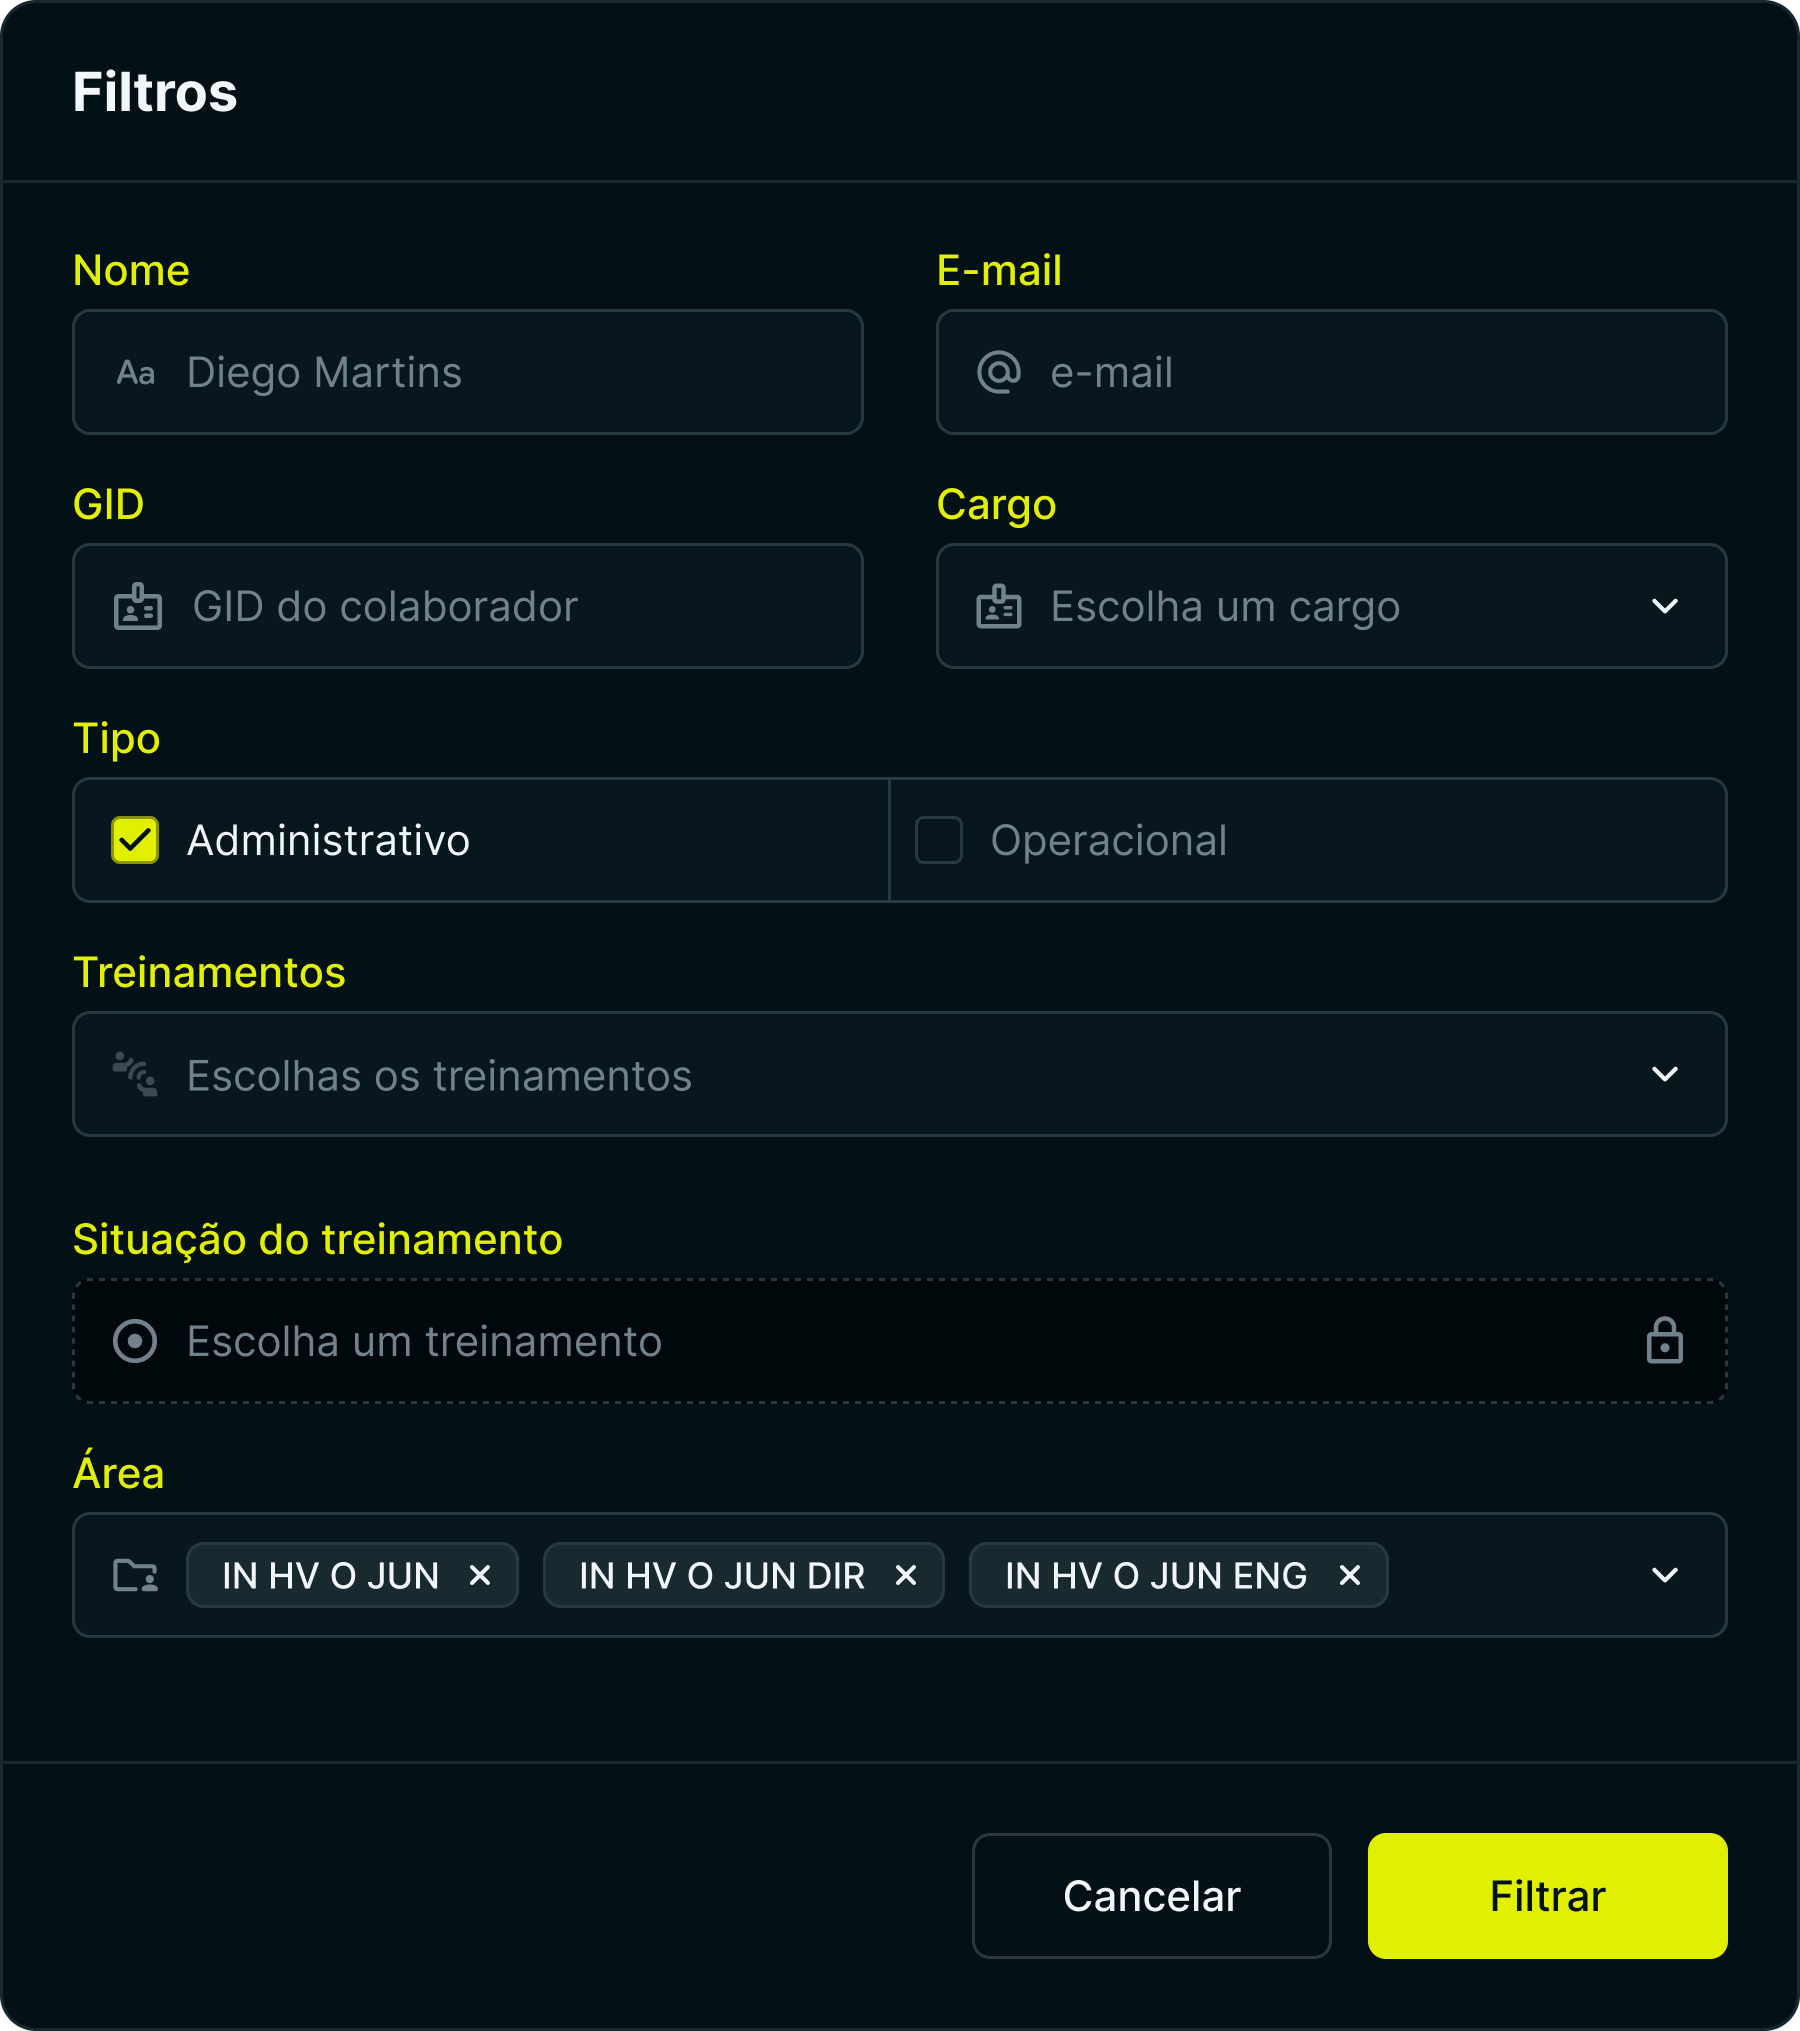 Filtros
Nome
E-mail
Aa Diego Martins
e-mail
GID
Cargo
GID do colaborador
Escolha um cargo
Tipo
Administrativo
Operacional
Treinamentos
Escolhas os treinamentos
Situação do treinamento
Escolha um treinamento
Área
IN HV O JUN
IN HV O JUN DIR
IN HV O JUN ENG
Cancelar
Filtrar